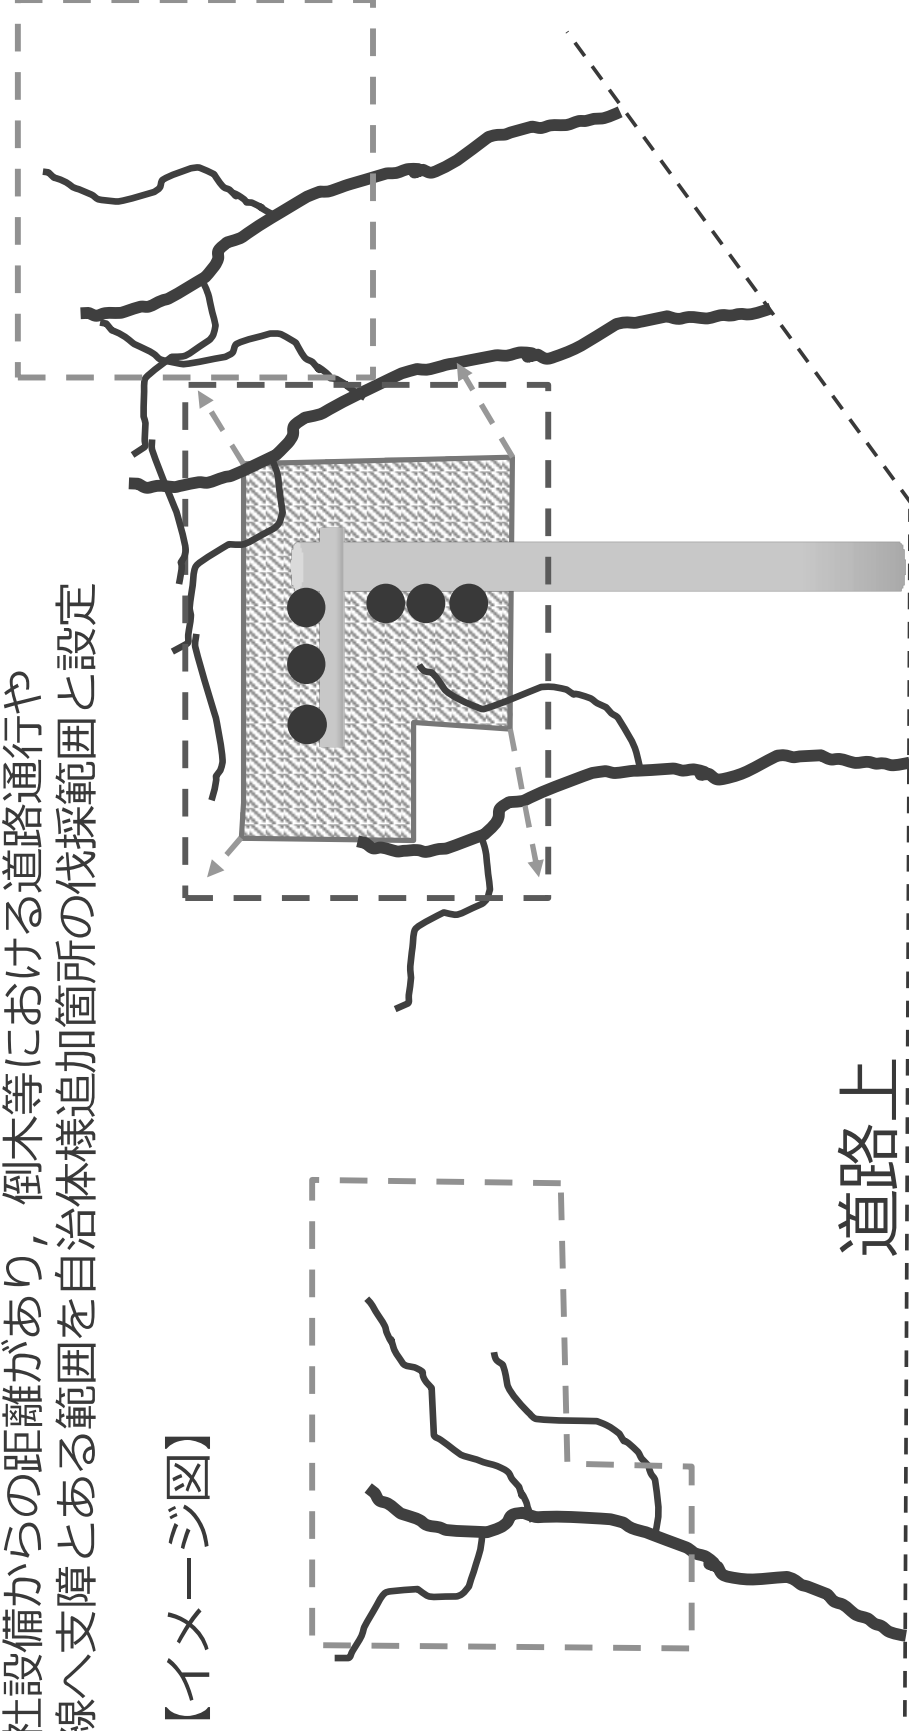 社設備からの距離があり，倒木等における道路通行や
線へ支障とある範囲を自治体様追加箇所の伐採範囲と設定
【イメージ図】
道路上